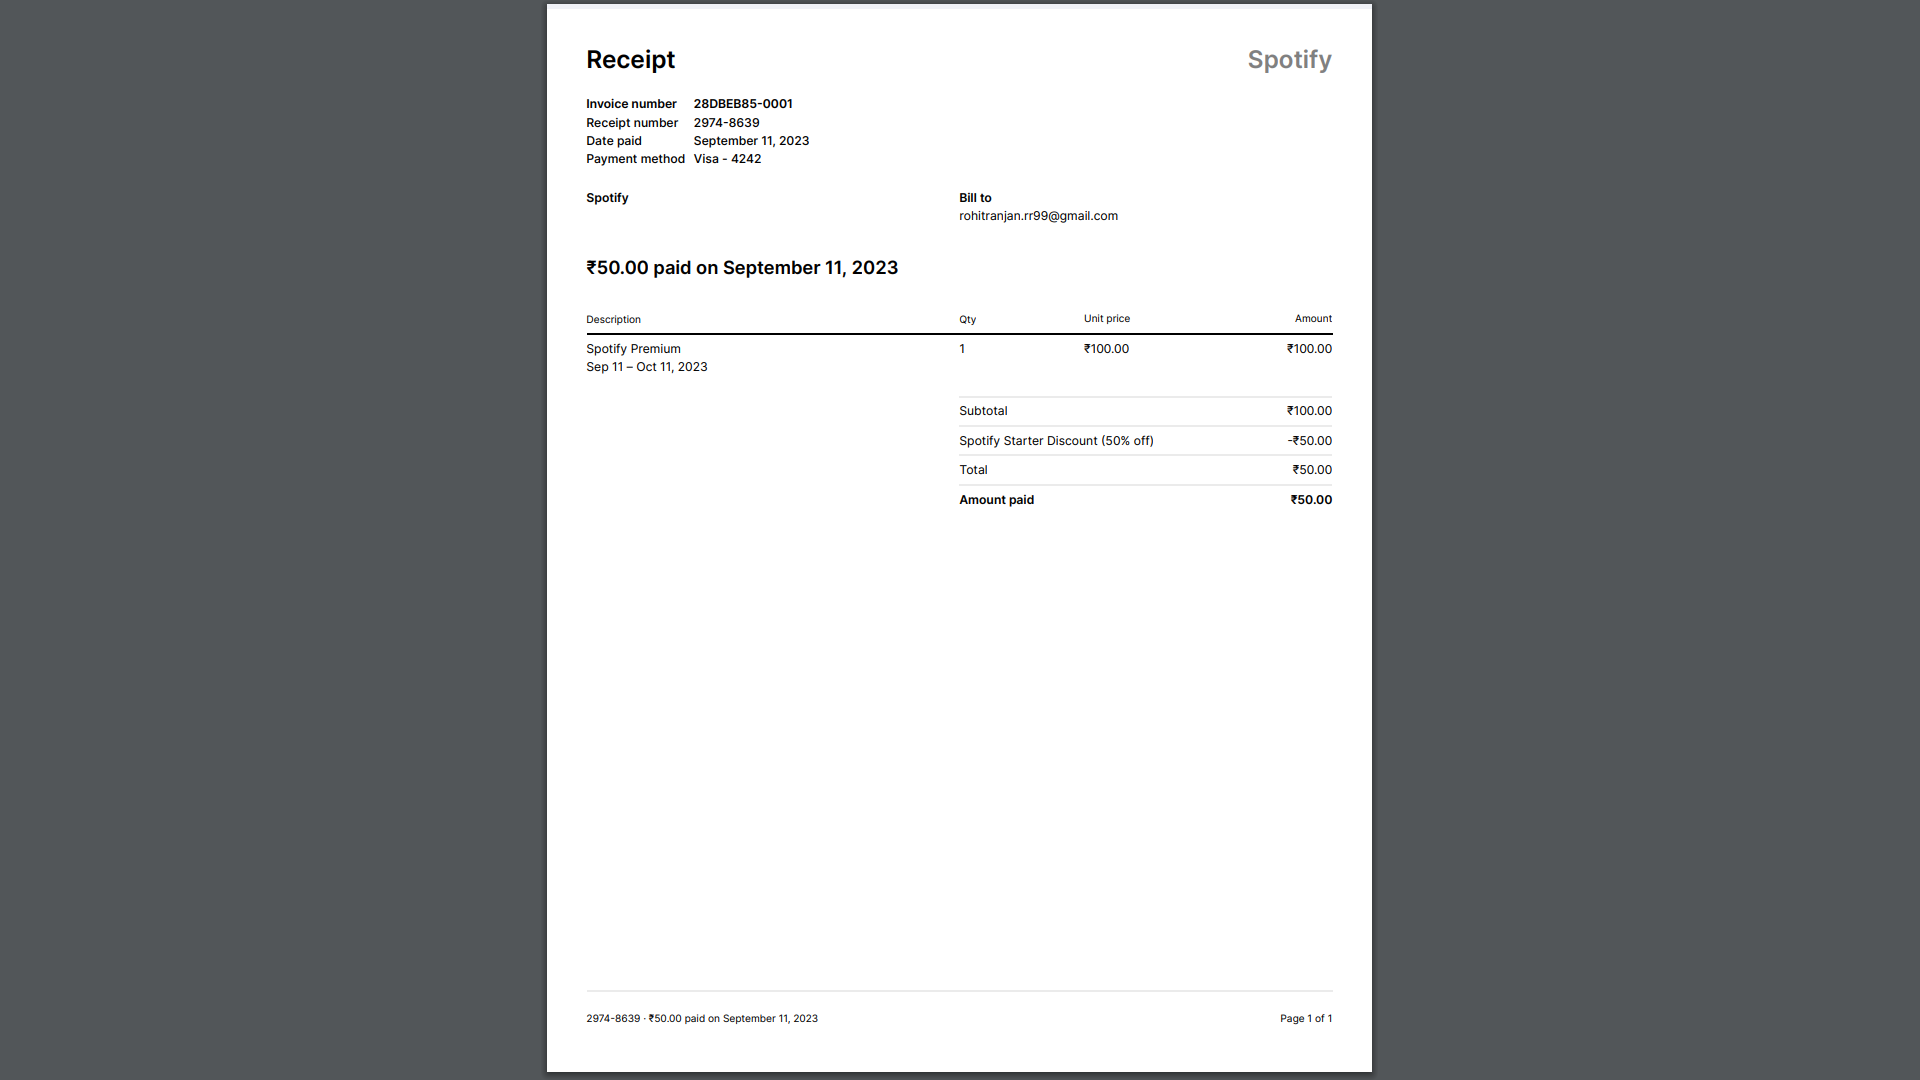 Receipt
Spotify
Invoice number 28DBEB85-0001
Receipt number 2974-8639
Date paid September 11, 2023
Payment method Visa - 4242
Spotify
Bill to
rohitranjan.rr99@gmail.com
₹50.00 paid on September 11, 2023
Description Qty Unit price Amount
Spotify Premium 1 ₹100.00 ₹100.00
Sep 11 – Oct 11, 2023
Subtotal ₹100.00
Spotify Starter Discount (50% off) -₹50.00
Total ₹50.00
Amount paid ₹50.00
2974-8639 · ₹50.00 paid on September 11, 2023
Page 1 of 1